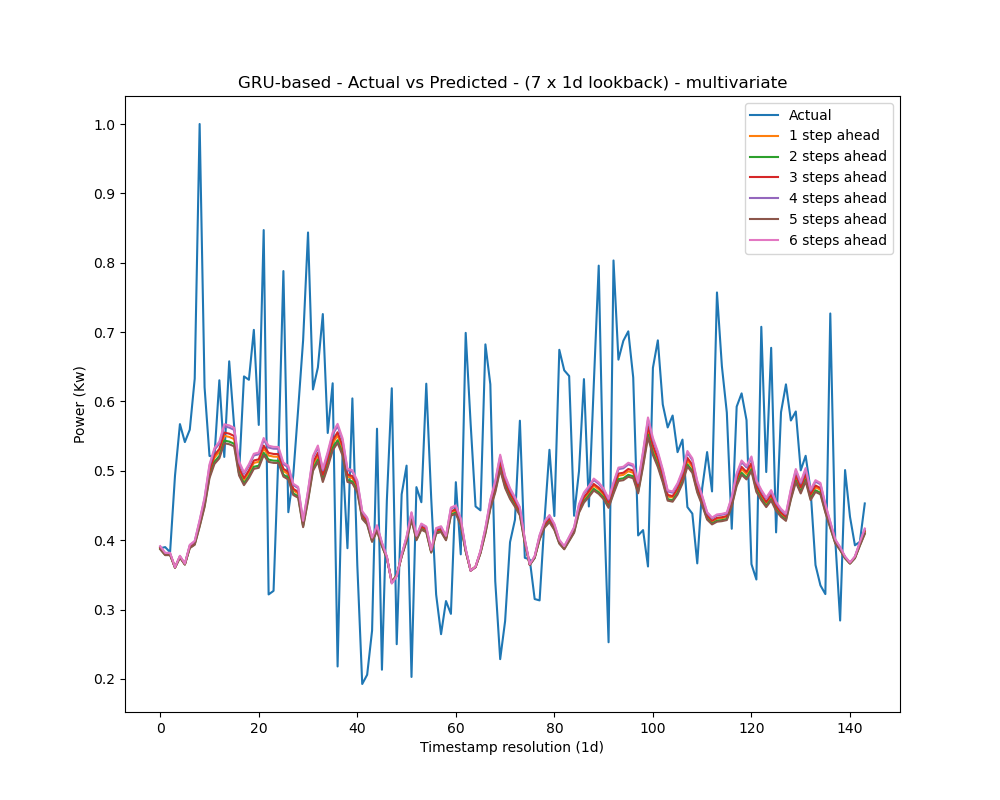 GRU-based - Actual vs Predicted - (7 x 1d lookback) - multivariate
Actual
1 step ahead
2 steps ahead
3 steps ahead
4 steps ahead
5 steps ahead
6 steps ahead
1.0
0.9
0.8
0.7
0.6
0.5
0.4
0.3
0.2
Power (Kw)
0 20 40 60 80 100 120 140
Timestamp resolution (1d)